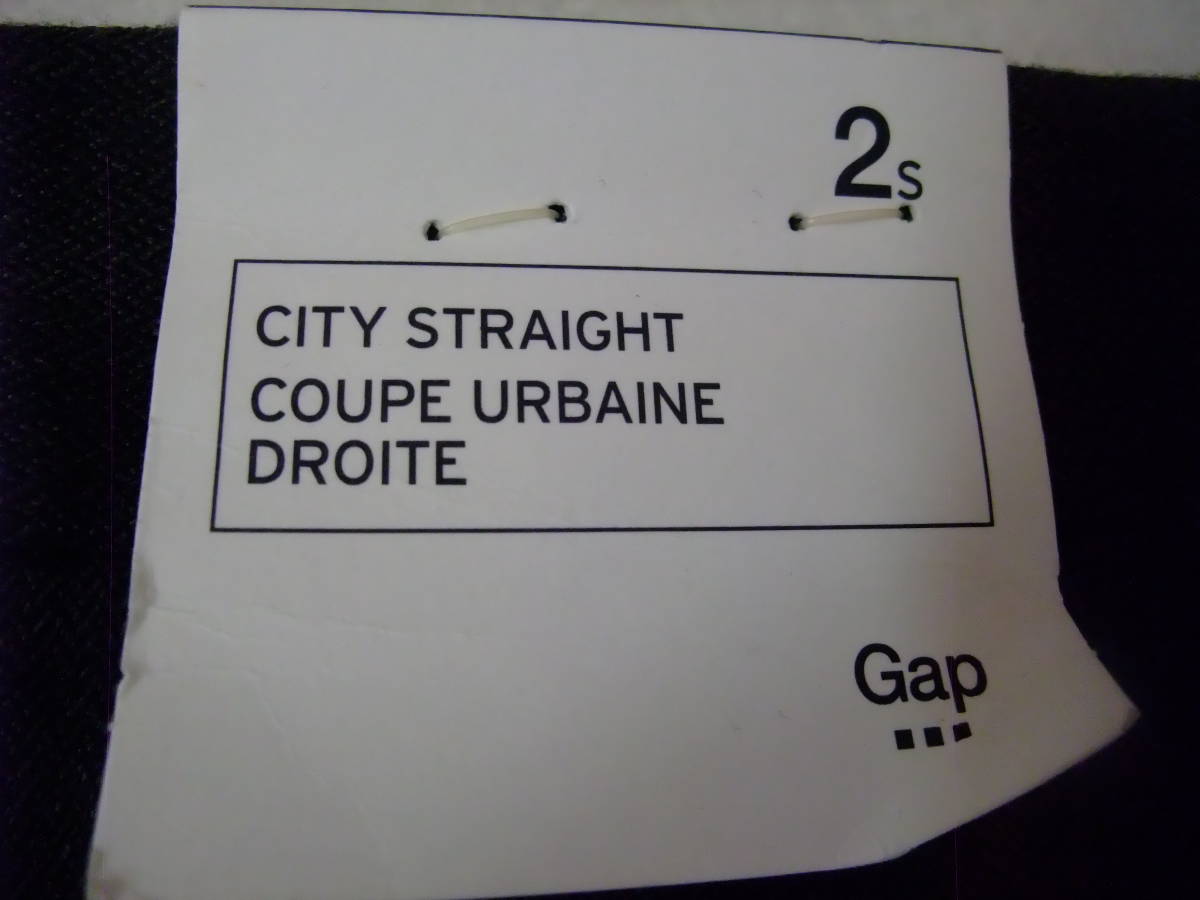 2s
CITY STRAIGHT
COUPE URBAINE
DROITE
Gap